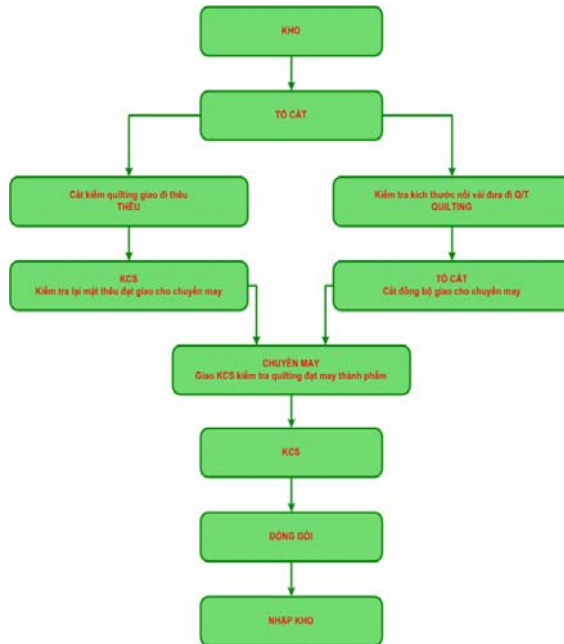 KHO
TỔ CẮT
Cắt kiểm quilting giao đi thêu
THÊU
Kiểm tra kích thước nối vải đưa đi Q/T
QUILTING
KCS
Kiểm tra lại mặt thêu đạt giao cho chuyền may
TỔ CẮT
Cắt đồng bộ giao cho chuyền may
CHUYỀN MAY
Giao KCS kiểm tra quilting đạt may thành phẩm
KCS
ĐÓNG GÓI
NHẬP KHO